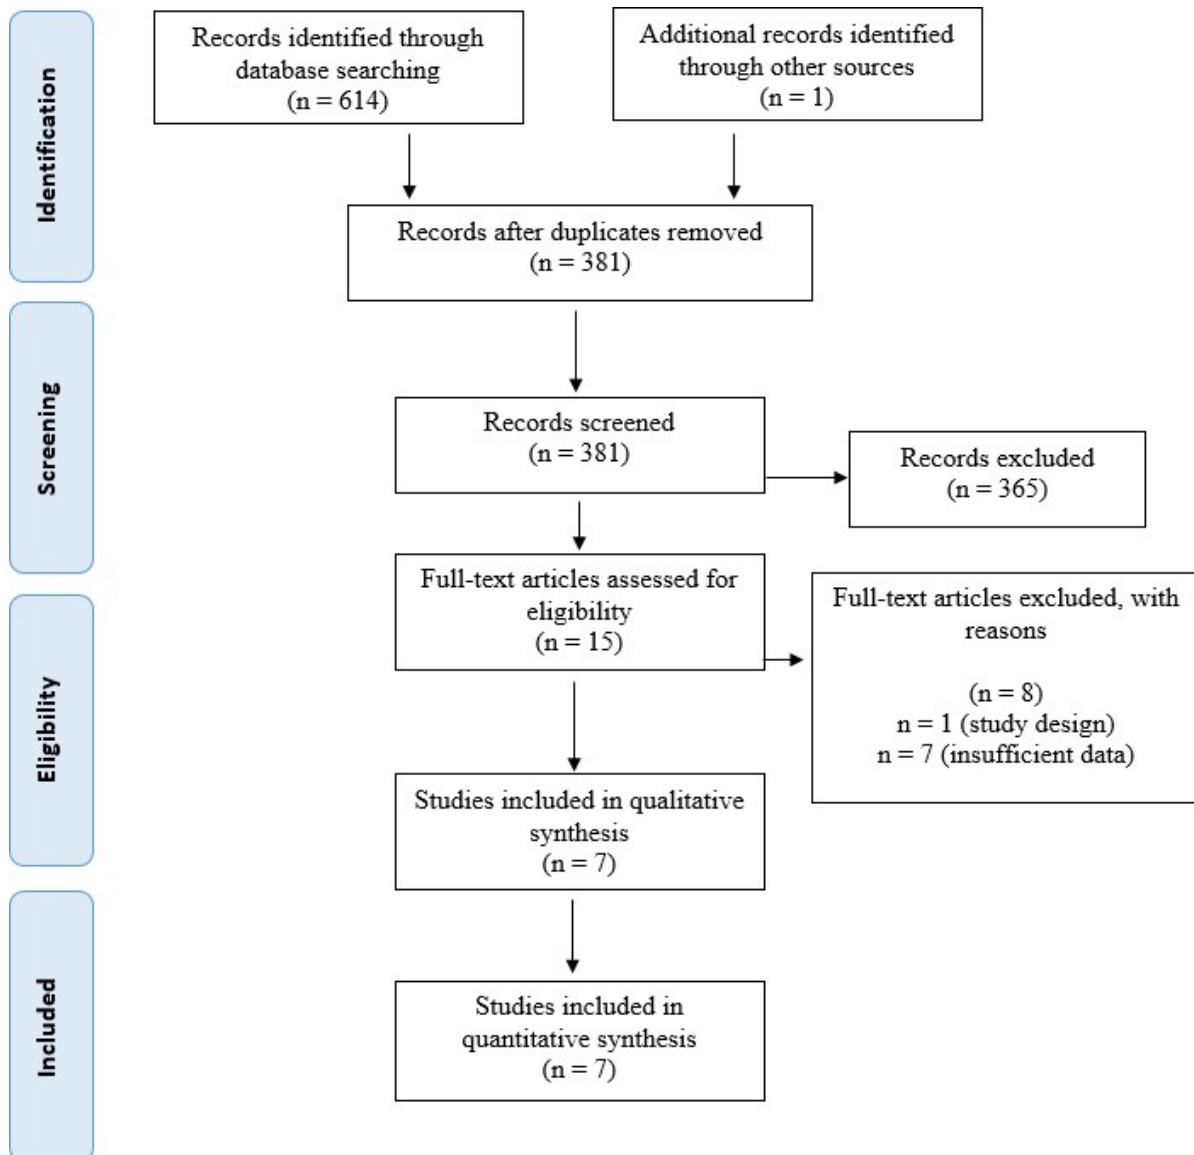 Identification
Records identified through
database searching
(n = 614)
Additional records identified
through other sources
(n = 1)
Records after duplicates removed
(n = 381)
Screening
Records screened
(n = 381)
Records excluded
(n = 365)
Eligibility
Full-text articles assessed for
eligibility
(n = 15)
Full-text articles excluded, with
reasons
(n = 8)
n = 1 (study design)
n = 7 (insufficient data)
Studies included in qualitative
synthesis
(n = 7)
Included
Studies included in
quantitative synthesis
(n = 7)